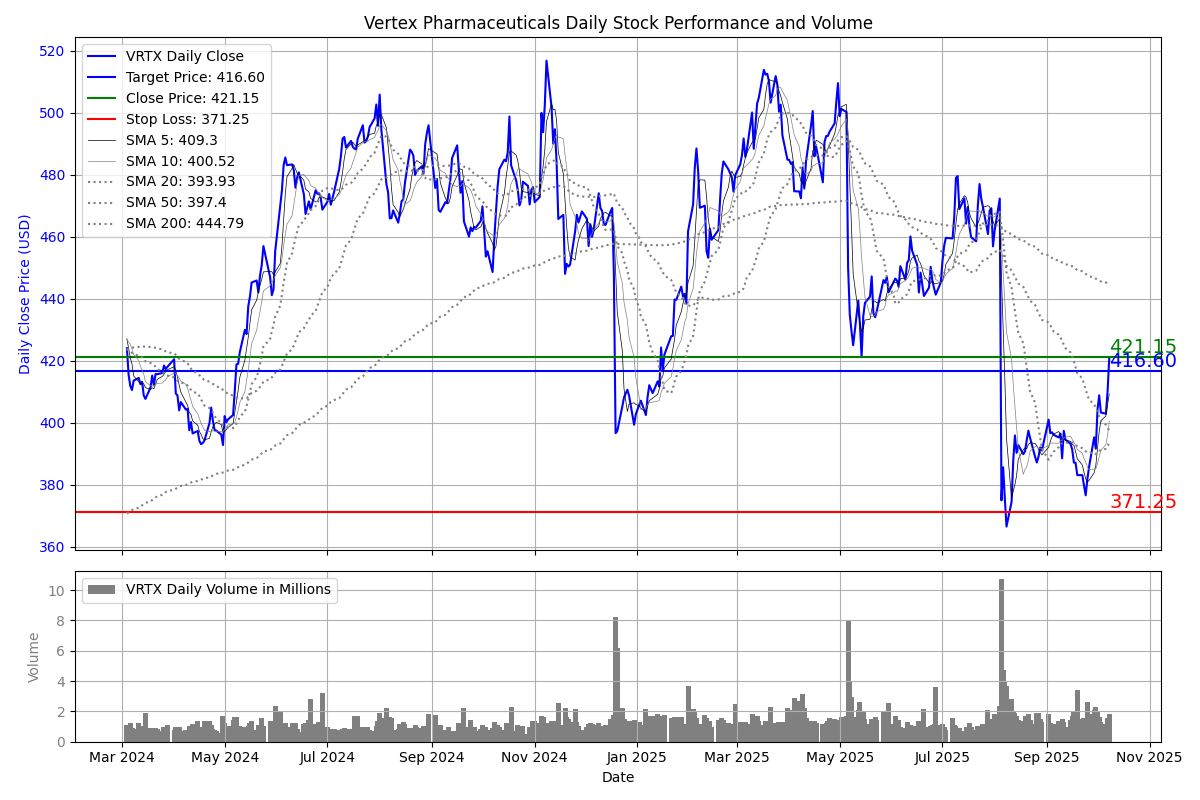 Vertex Pharmaceuticals Daily Stock Performance and Volume
Daily Close Price (USD)
520
500
480
460
440
420
400
380
360
VRTX Daily Close
Target Price: 416.60
Close Price: 421.15
Stop Loss: 371.25
SMA 5: 409.3
SMA 10: 400.52
SMA 20: 393.93
SMA 50: 397.4
SMA 200: 444.79
421.15
416.60
371.25
Volume
10
8
6
4
2
0
VRTX Daily Volume in Millions
Mar 2024 May 2024 Jul 2024 Sep 2024 Nov 2024 Jan 2025 Mar 2025 May 2025 Jul 2025 Sep 2025 Nov 2025
Date